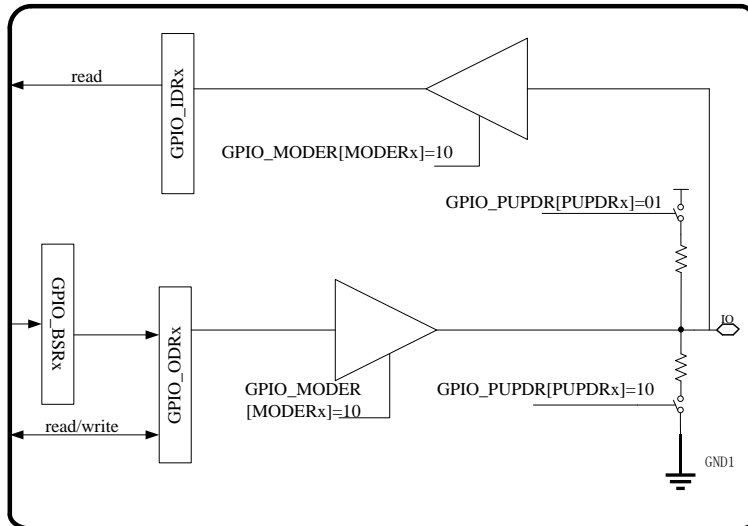 read
GPIO_IDRx
GPIO_MODER[MODERx]=10
GPIO_PUPDR[PUPDRx]=01
GPIO_BSRx
GPIO_ODRx
IO
GPIO_MODER
[MODERx]=10
GPIO_PUPDR[PUPDRx]=10
read/write
GND1